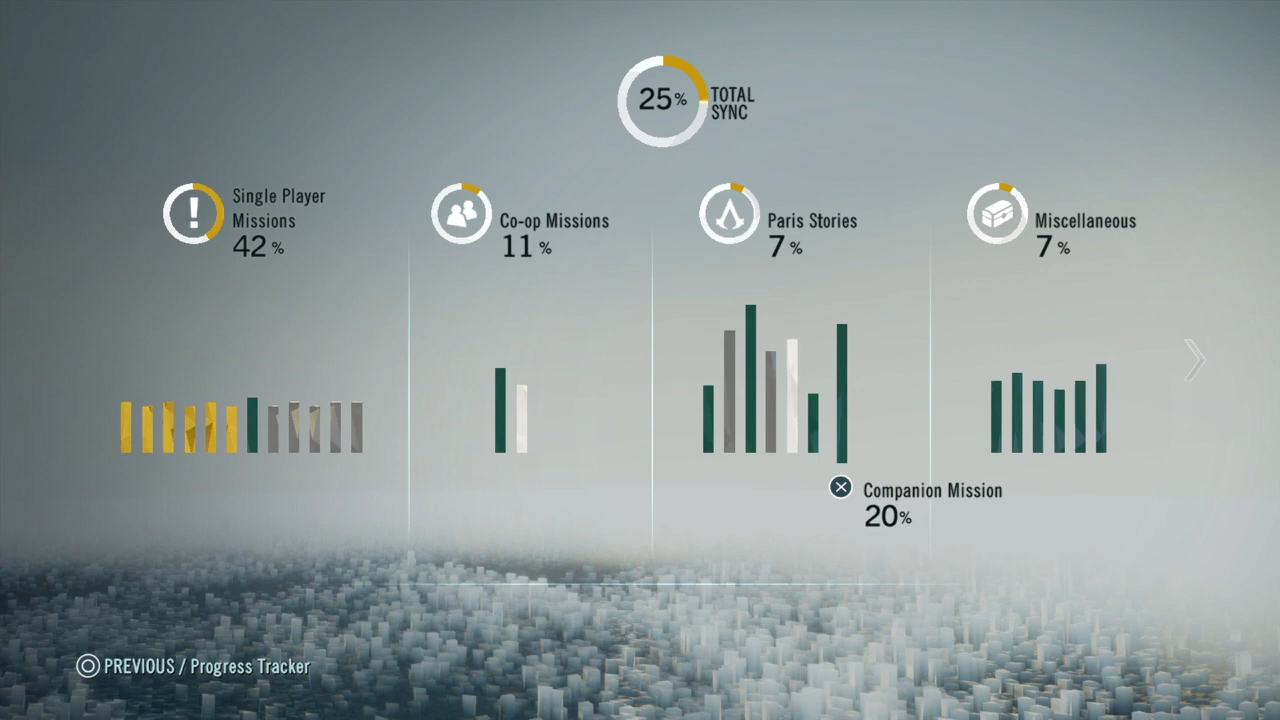 25%
TOTAL
SYNC
Single Player
Missions
42 %
Co-op Missions
11 %
Paris Stories
7 %
Miscellaneous
7 %
Companion Mission
20%
PREVIOUS / Progress Tracker